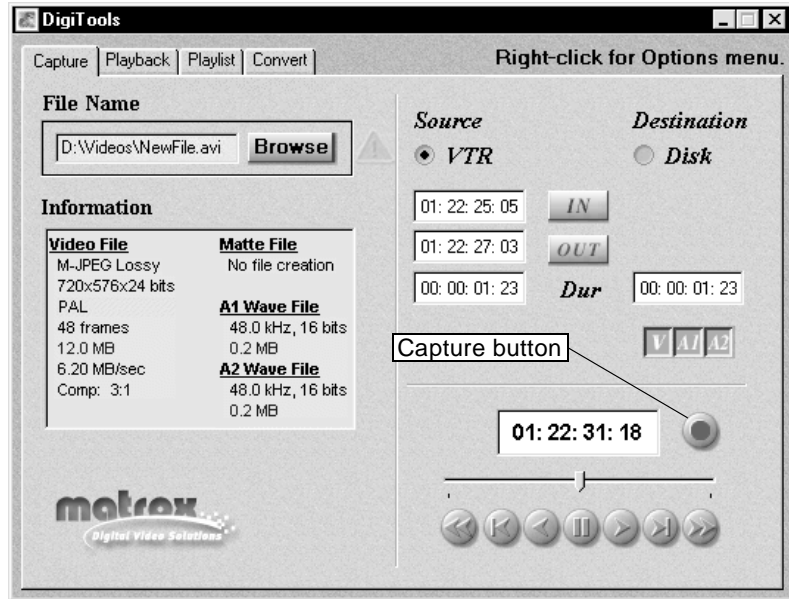 DigiTools
Capture Playback Playlist Convert
Right-click for Options menu.
File Name
D:\Videos\NewFile.avi Browse
Information
Video File
M-JPEG Lossy
720x576x24 bits
PAL
48 frames
12.0 MB
6.20 MB/sec
Comp: 3:1
Matte File
No file creation
A1 Wave File
48.0 kHz, 16 bits
0.2 MB
A2 Wave File
48.0 kHz, 16 bits
0.2 MB
matrox
Digital Video Solutions
Source Destination
VTR Disk
01: 22: 25: 05 IN
01: 22: 27: 03 OUT
00: 00: 01: 23 Dur 00: 00: 01: 23
V A1 A2
Capture button
01: 22: 31: 18